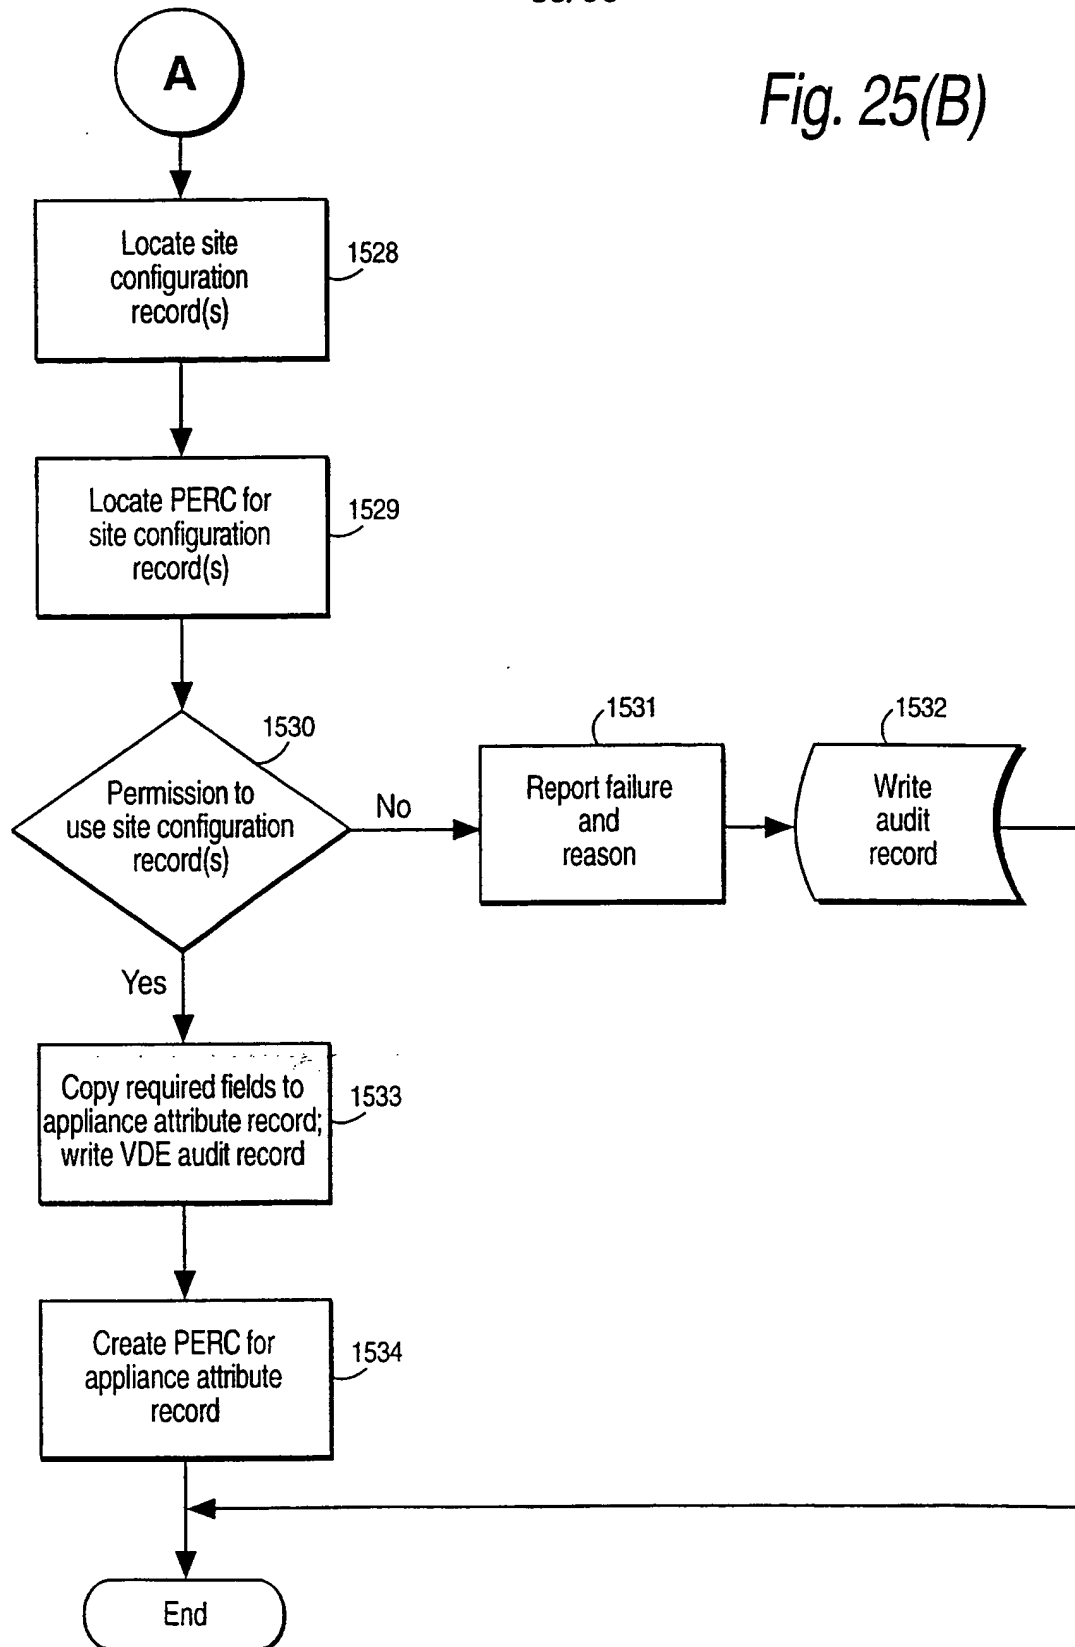 A
Fig. 25(B)
Locate site
configuration
record(s)
1528
Locate PERC for
site configuration
record(s)
1529
1530
Permission to
use site configuration
record(s)
No
1531
Report failure
and
reason
1532
Write
audit
record
Yes
Copy required fields to
appliance attribute record;
write VDE audit record
1533
Create PERC for
appliance attribute
record
1534
End